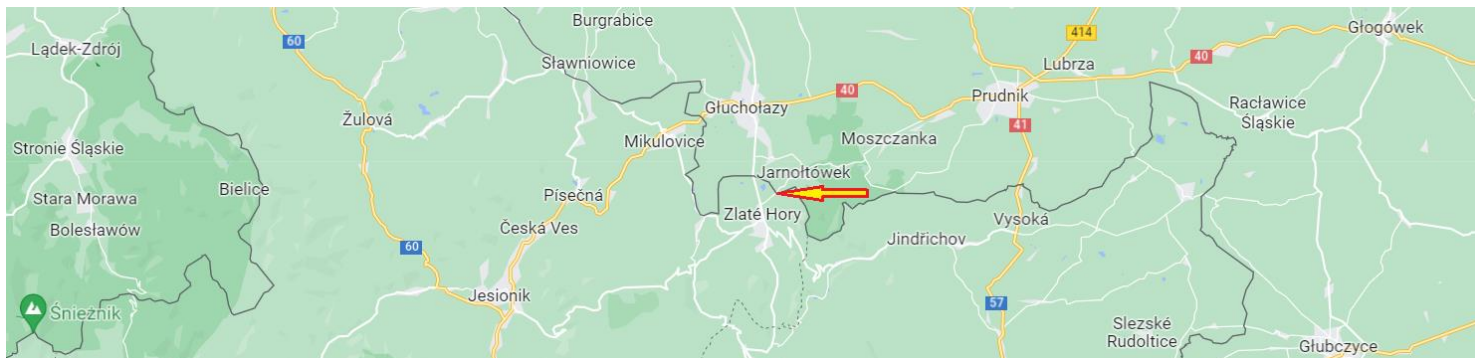 Burgrabice
Głogówek
60
414
Lądek-Zdrój
40
Sławniowice
Lubrza
40
Prudnik
Głuchołazy
Racławice
Śląskie
Żulová
41
Mikulovice
Moszczanka
Stronie Śląskie
Jarnołtówek
Bielice
Písečná
Stara Morawa
Zlaté Hory
Vysoká
Bolesławów
Česká Ves
Jindřichov
60
Jesionik
57
Śnieżnik
Slezské
Rudoltice
Głubczyce